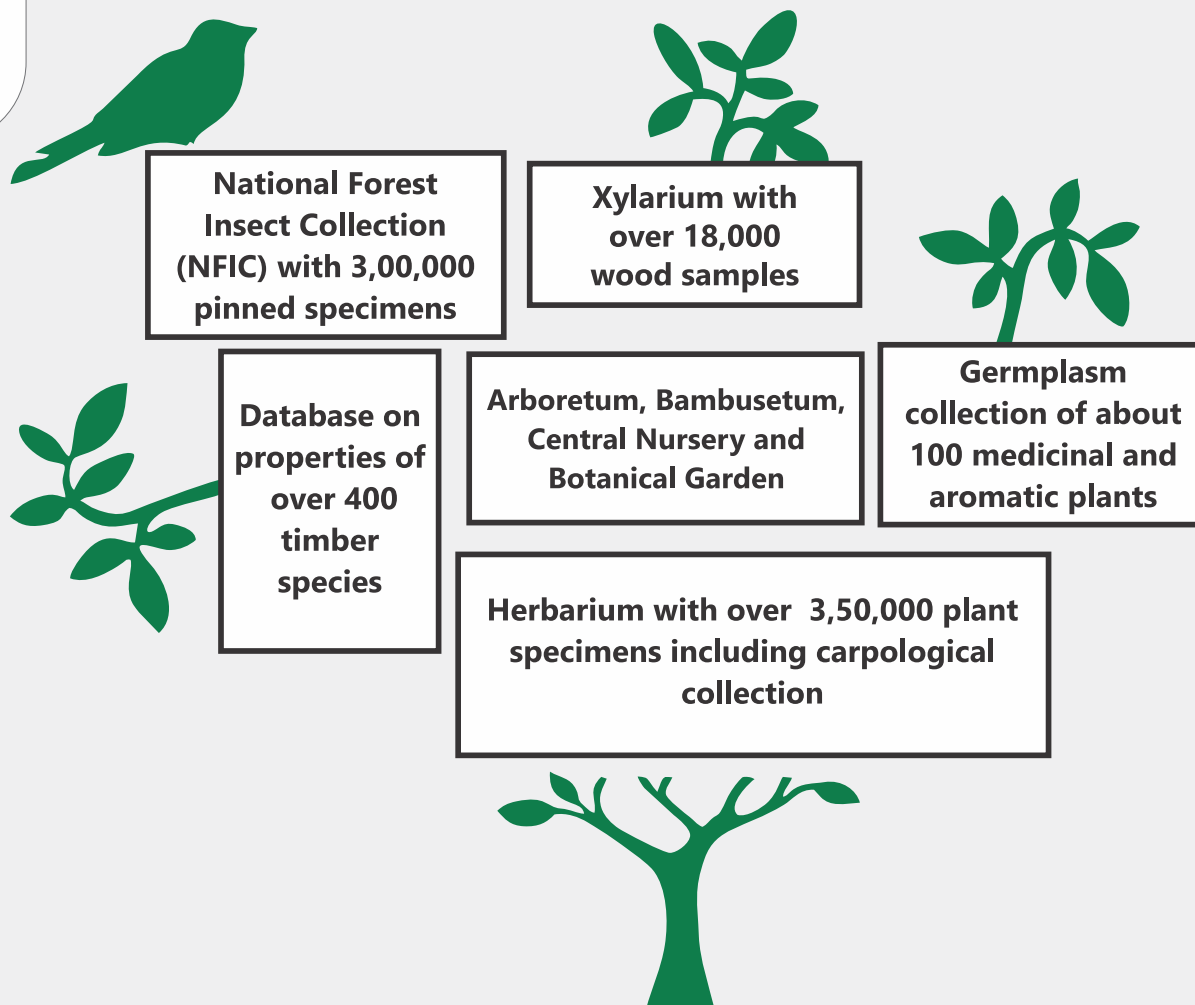 National Forest
Insect Collection
(NFIC) with 3,00,000
pinned specimens
Xylarium with
over 18,000
wood samples
Database on
properties of
over 400
timber
species
Arboretum, Bambusetum,
Central Nursery and
Botanical Garden
Germplasm
collection of about
100 medicinal and
aromatic plants
Herbarium with over  3,50,000 plant
specimens including carpological
collection